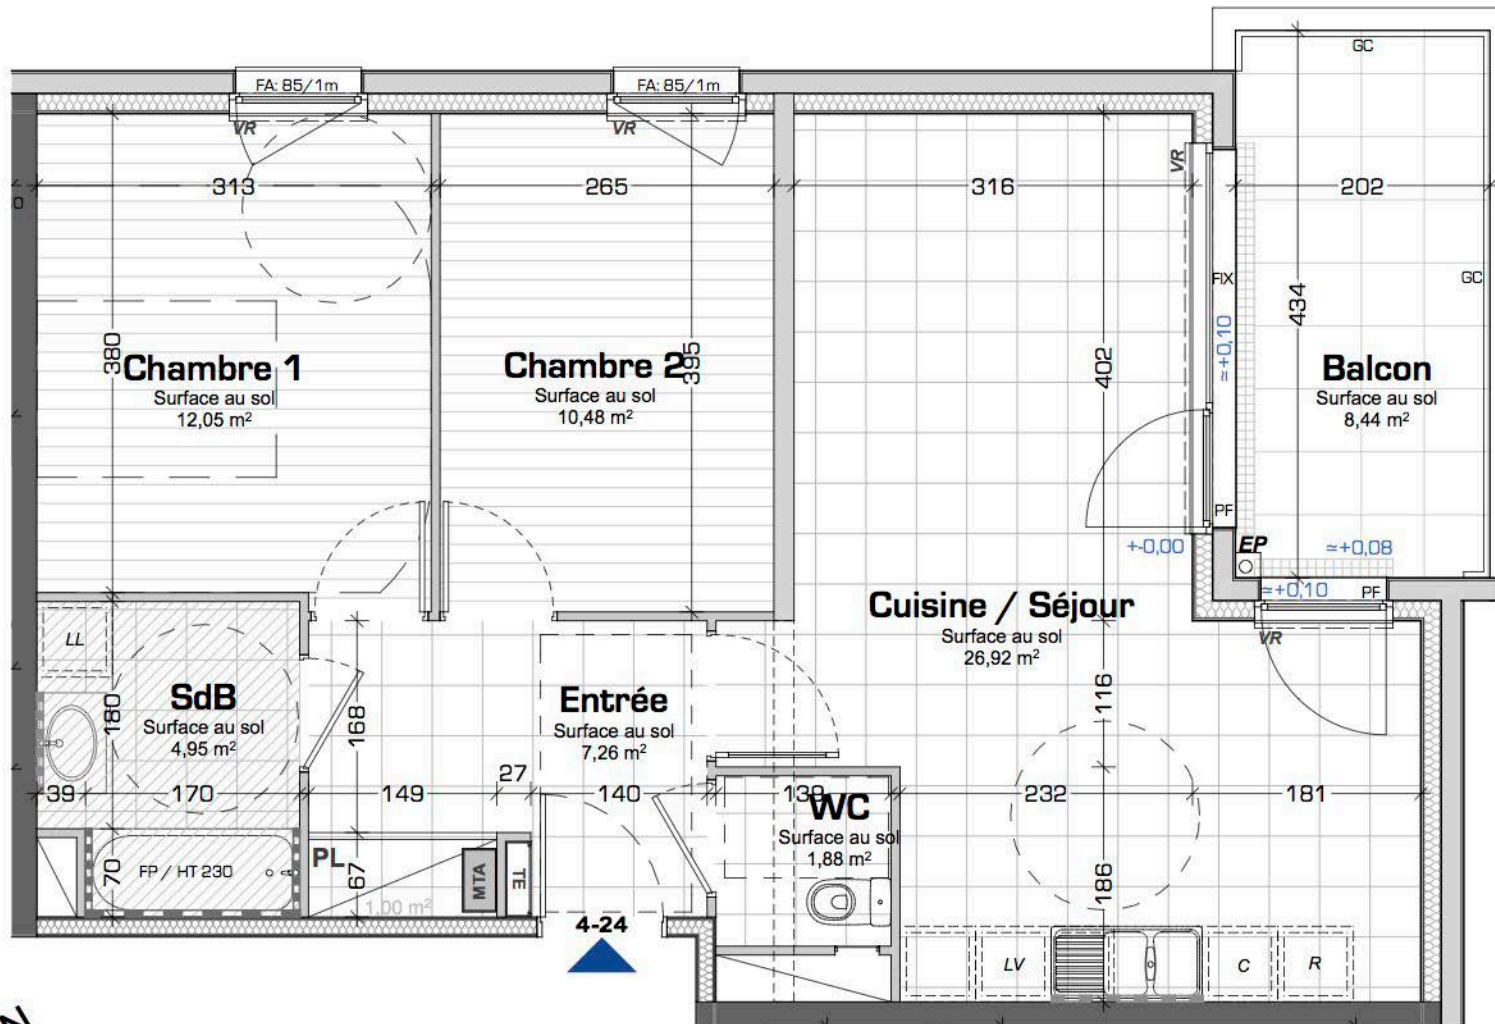 GC
FA: 85/1m
FA: 85/1m
VR
VR
VR
313
265
316
202
FIX
GC
434
≃+0,10
380
395
402
Chambre 1
Surface au sol
12,05 m²
Chambre 2
Surface au sol
10,48 m²
Balcon
Surface au sol
8,44 m²
PF
+-0,00
EP
≃+0,08
≃+0,10
PF
VR
Cuisine / Séjour
Surface au sol
26,92 m²
LL
SdB
Surface au sol
4,95 m²
180
168
Entrée
Surface au sol
7,26 m²
116
39
170
149
27
140
139
232
181
WC
Surface au sol
1,88 m²
186
70
FP / HT 230
PL
67
1,00 m²
MTA
TE
4-24
LV
C
R
N